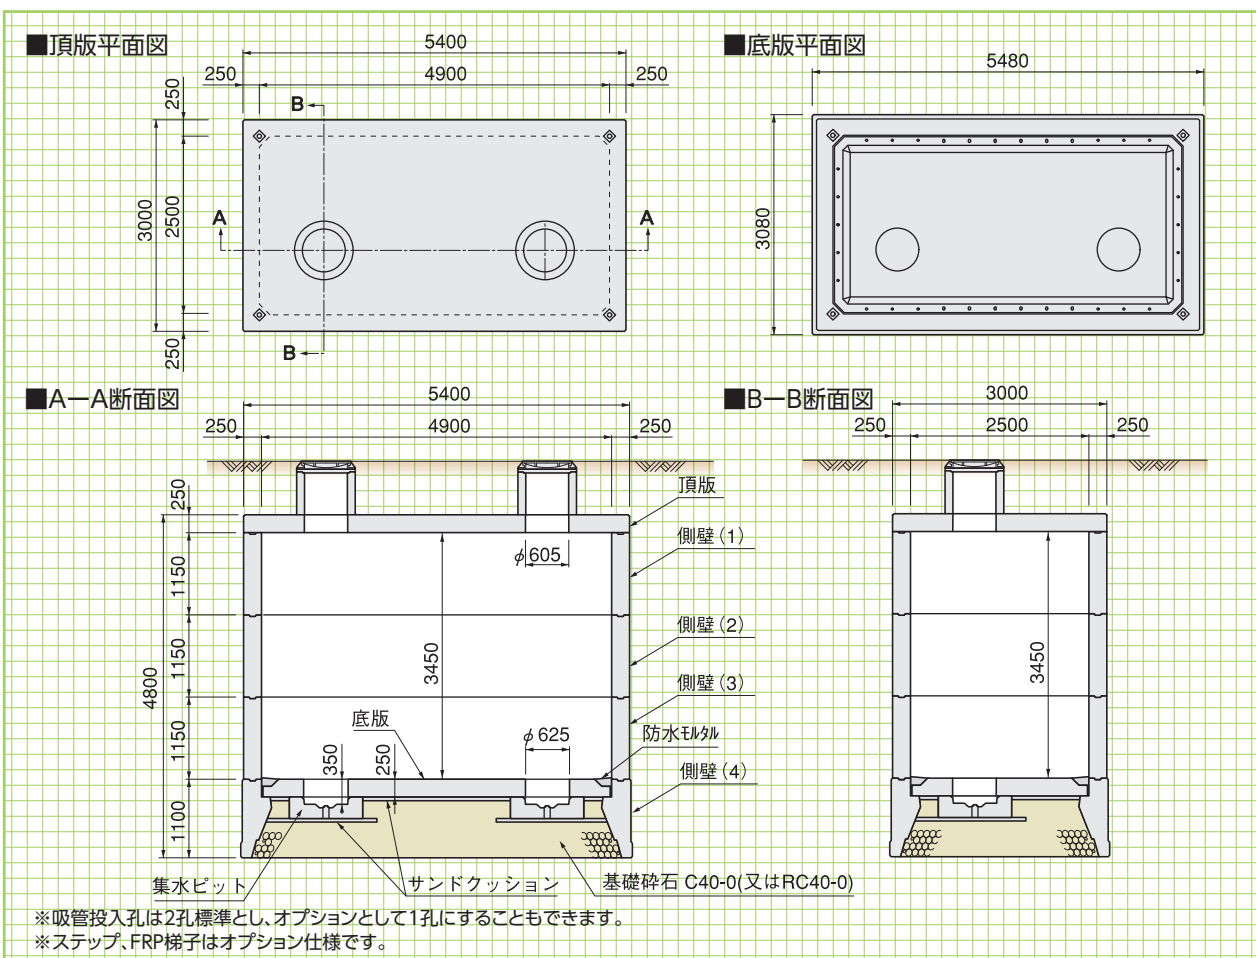 ■頂版平面図
5400
250 4900 250
B
250
3000
2500
250
A A
B
■底版平面図
5480
3080
■A―A断面図
5400
250 4900 250
250
1150
1150
1150
1100
4800
3450
φ605
350
250
φ625
底版
頂版
側壁(1)
側壁(2)
側壁(3)
防水モルタル
側壁(4)
集水ピット
サンドクッション
基礎砕石 C40-0(又はRC40-0)
■B―B断面図
3000
250 2500 250
3450
※吸管投入孔は2孔標準とし、オプションとして1孔にすることもできます。
※ステップ、FRP梯子はオプション仕様です。